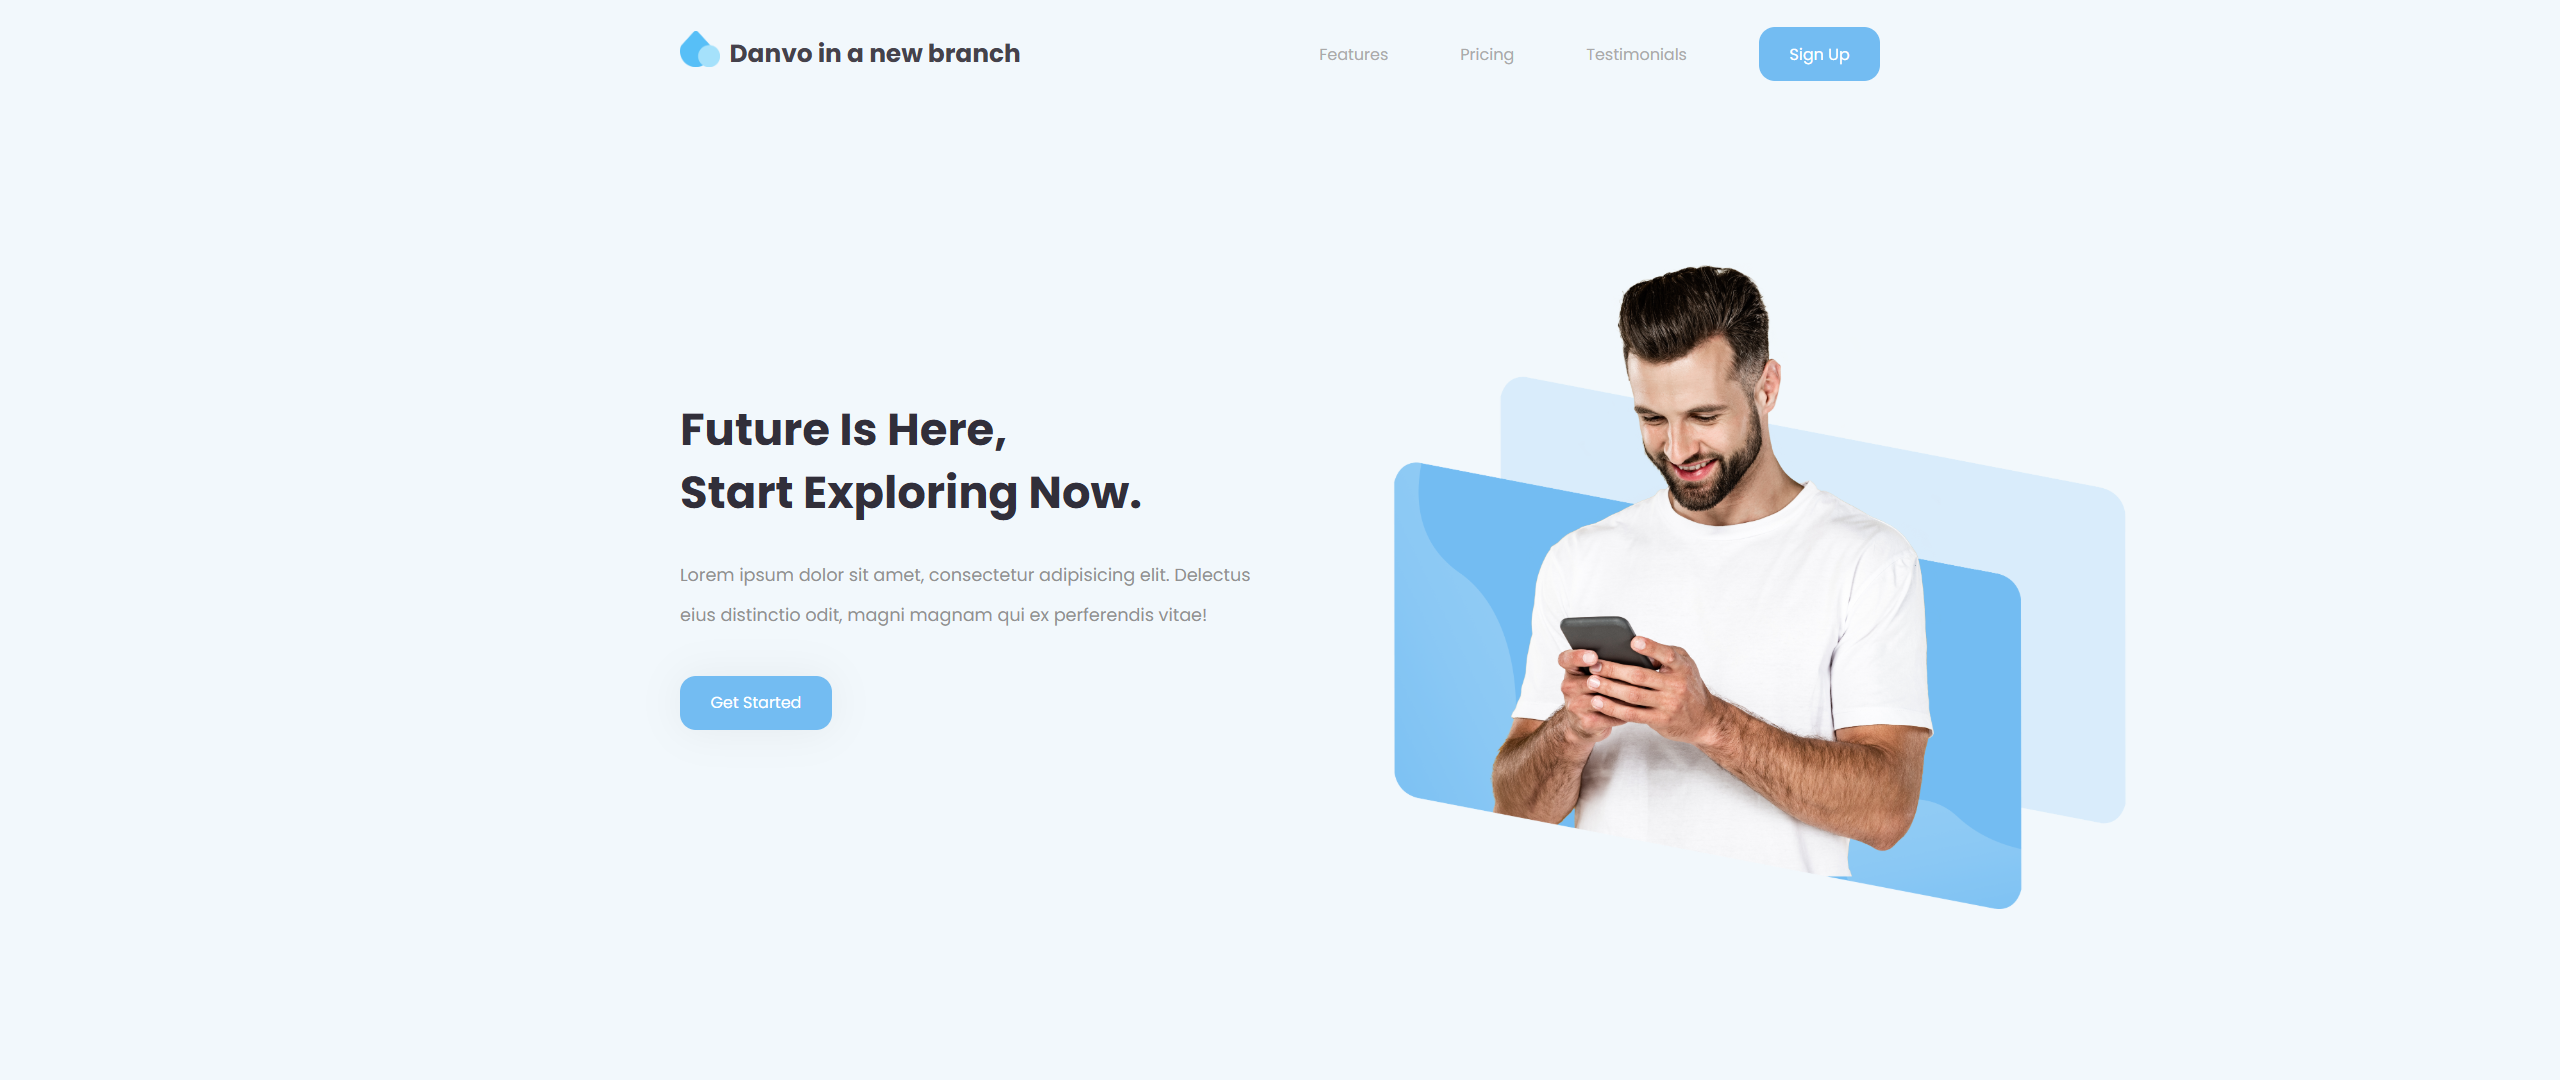 Danvo in a new branch
Features
Pricing
Testimonials
Sign Up
Future Is Here,
Start Exploring Now.
Lorem ipsum dolor sit amet, consectetur adipisicing elit. Delectus
eius distinctio odit, magni magnam qui ex perferendis vitae!
Get Started